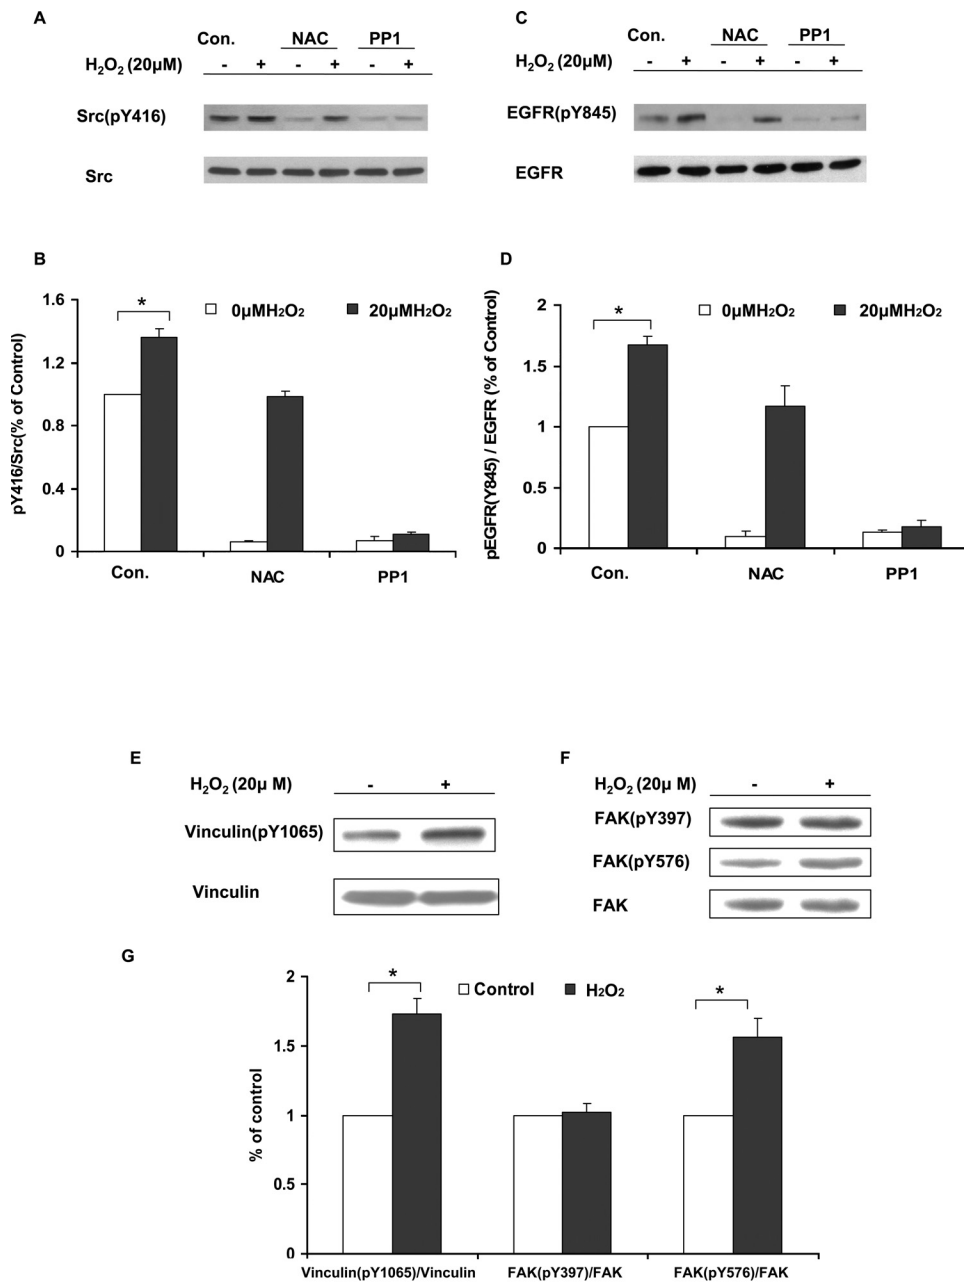 A
Con. NAC PP1
H₂O₂ (20μM) - + - + - +
Src(pY416)
Src
C
Con. NAC PP1
H₂O₂ (20μM) - + - + - +
EGFR(pY845)
EGFR
B
pY416/Src(% of Control)
1.6
1.2
0.8
0.4
0
*
0μMH₂O₂ 20μMH₂O₂
Con. NAC PP1
D
pEGFR(Y845) / EGFR (% of Control)
2
1.5
1
0.5
0
*
0μMH₂O₂ 20μMH₂O₂
Con. NAC PP1
E
H₂O₂ (20μ M) - +
Vinculin(pY1065)
Vinculin
F
H₂O₂ (20μ M) - +
FAK(pY397)
FAK(pY576)
FAK
G
% of control
2
1.5
1
0.5
0
* *
Control H₂O₂
Vinculin(pY1065)/Vinculin FAK(pY397)/FAK FAK(pY576)/FAK